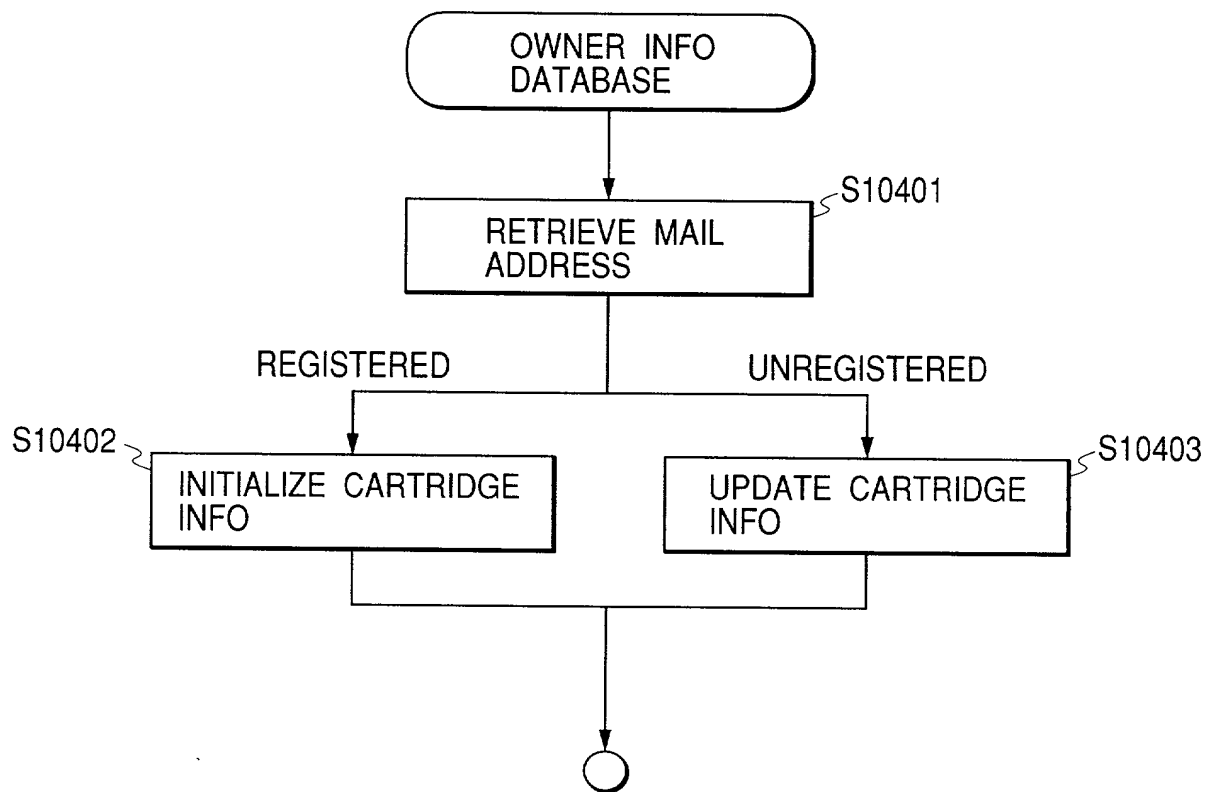 OWNER INFO
DATABASE
S10401
RETRIEVE MAIL
ADDRESS
REGISTERED
UNREGISTERED
S10402
INITIALIZE CARTRIDGE
INFO
S10403
UPDATE CARTRIDGE
INFO